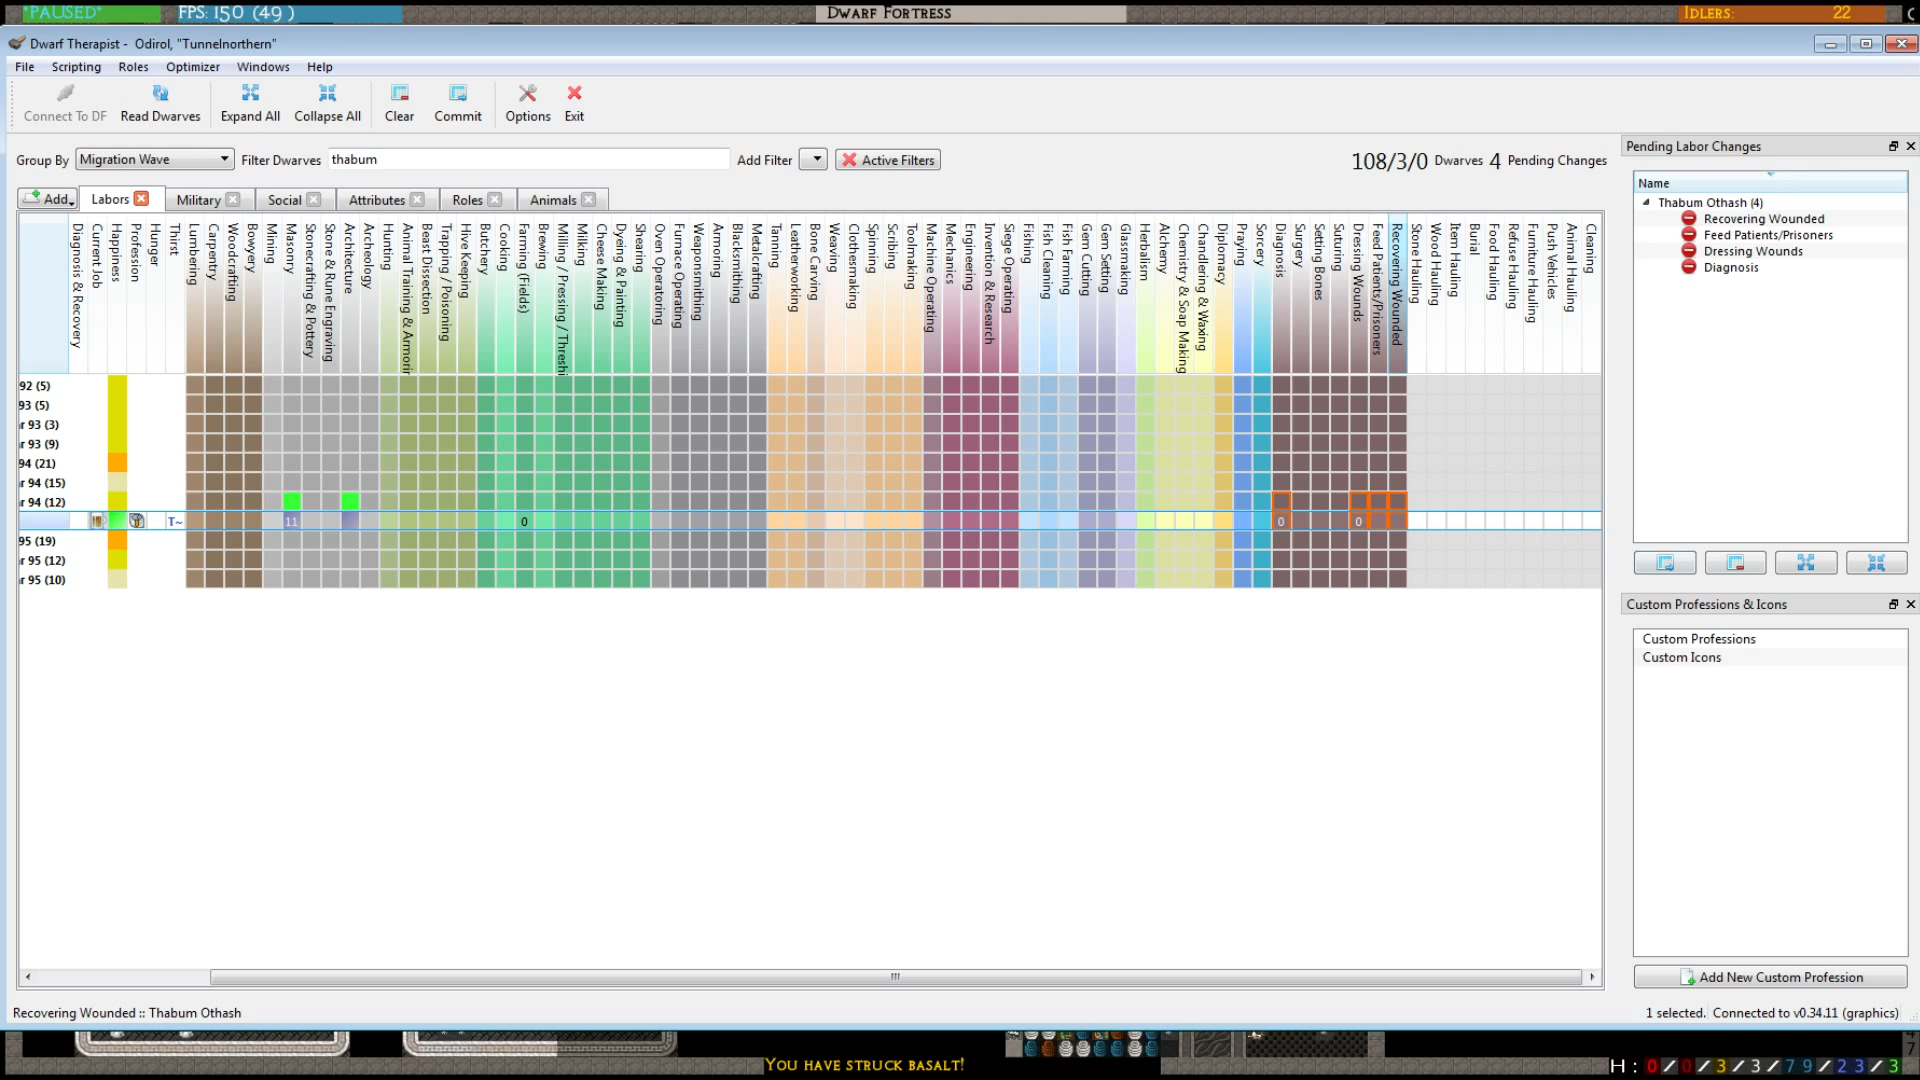 *PAUSED*
FPS: 150 (49 )
Dwarf Fortress
Idlers: 22
Dwarf Therapist - Odirol, "Tunnelnorthern"
File Scripting Roles Optimizer Windows Help
Connect To DF Read Dwarves Expand All Collapse All Clear Commit Options Exit
Group By Migration Wave Filter Dwarves thabum Add Filter Active Filters
108/3/0 Dwarves 4 Pending Changes
Add Labors Military Social Attributes Roles Animals
Diagnosis & Recovery
Current Job
Happiness
Profession
Hunger
Thirst
Lumbering
Carpentry
Woodcrafting
Bowyery
Mining
Masonry
Stonecrafting & Pottery
Stone & Rune Engraving
Architecture
Archeology
Hunting
Animal Training & Armorin
Beast Dissection
Trapping / Poisoning
Hive Keeping
Butchery
Cooking
Farming (Fields)
Brewing
Milling / Pressing / Threshi
Milking
Cheese Making
Dyeing & Painting
Shearing
Oven Operatoring
Furnace Operating
Weaponsmithing
Armoring
Blacksmithing
Metalcrafting
Tanning
Leatherworking
Bone Carving
Weaving
Clothesmaking
Spinning
Scribing
Toolmaking
Machine Operating
Mechanics
Engineering
Invention & Research
Siege Operating
Fishing
Fish Cleaning
Fish Farming
Gem Cutting
Gem Setting
Glassmaking
Herbalism
Alchemy
Chemistry & Soap Making
Chandlering & Waxing
Diplomacy
Praying
Sorcery
Diagnosis
Surgery
Setting Bones
Suturing
Dressing Wounds
Feed Patients/Prisoners
Recovering Wounded
Stone Hauling
Wood Hauling
Item Hauling
Burial
Food Hauling
Refuse Hauling
Furniture Hauling
Push Vehicles
Animal Hauling
Cleaning
92 (5)
93 (5)
r 93 (3)
r 93 (9)
94 (21)
r 94 (15)
r 94 (12)
T~ 11 0 0 0
95 (19)
r 95 (12)
r 95 (10)
Pending Labor Changes
Name
Thabum Othash (4)
Recovering Wounded
Feed Patients/Prisoners
Dressing Wounds
Diagnosis
Custom Professions & Icons
Custom Professions
Custom Icons
Add New Custom Profession
Recovering Wounded :: Thabum Othash
1 selected. Connected to v0.34.11 (graphics)
You have struck basalt!
H: 0/0/3/3/79/23/3